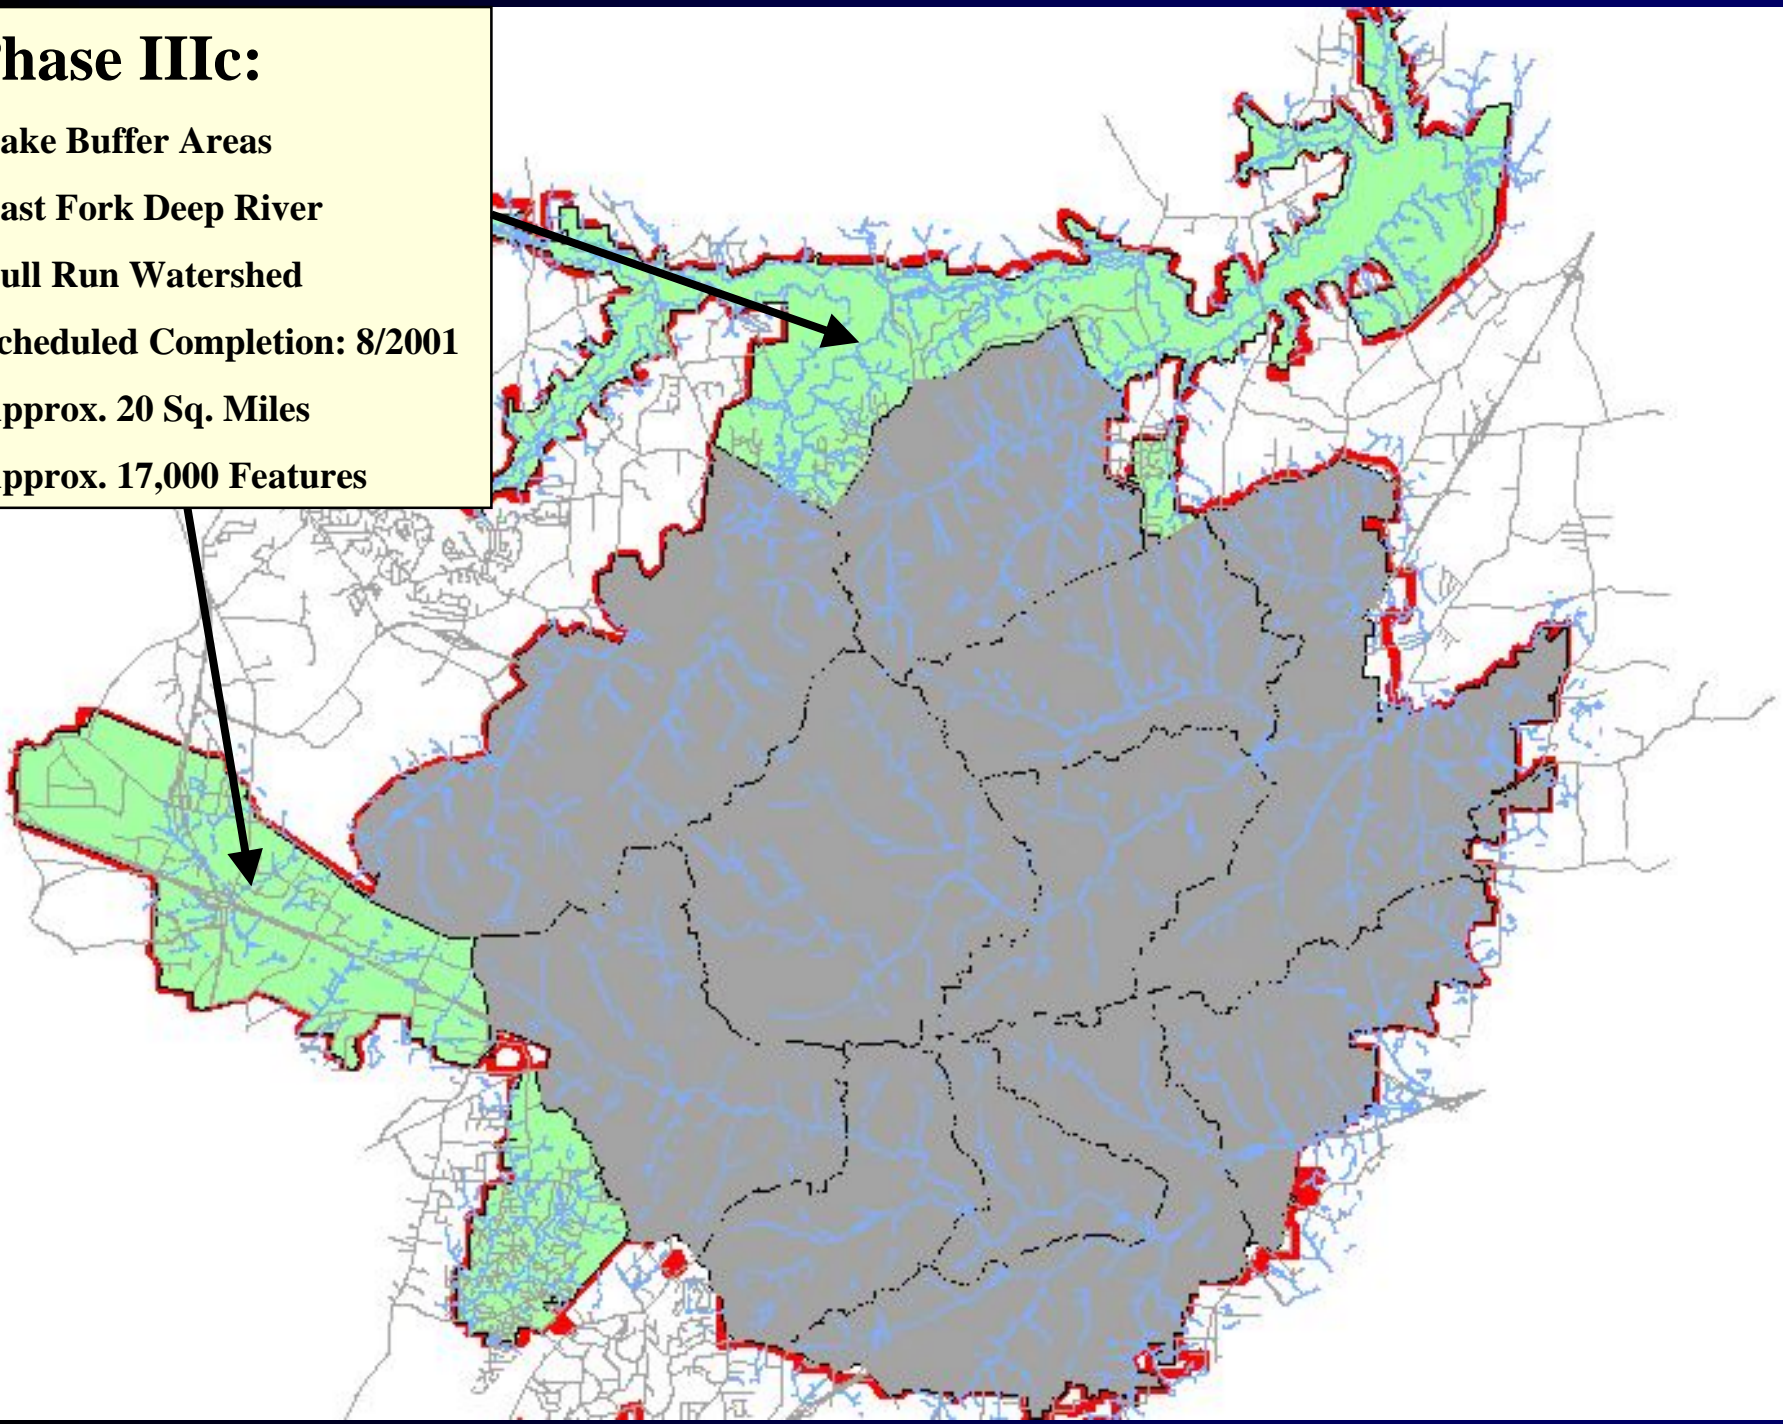 hase IIIc:
ake Buffer Areas
ast Fork Deep River
ull Run Watershed
cheduled Completion: 8/2001
pprox. 20 Sq. Miles
pprox. 17,000 Features